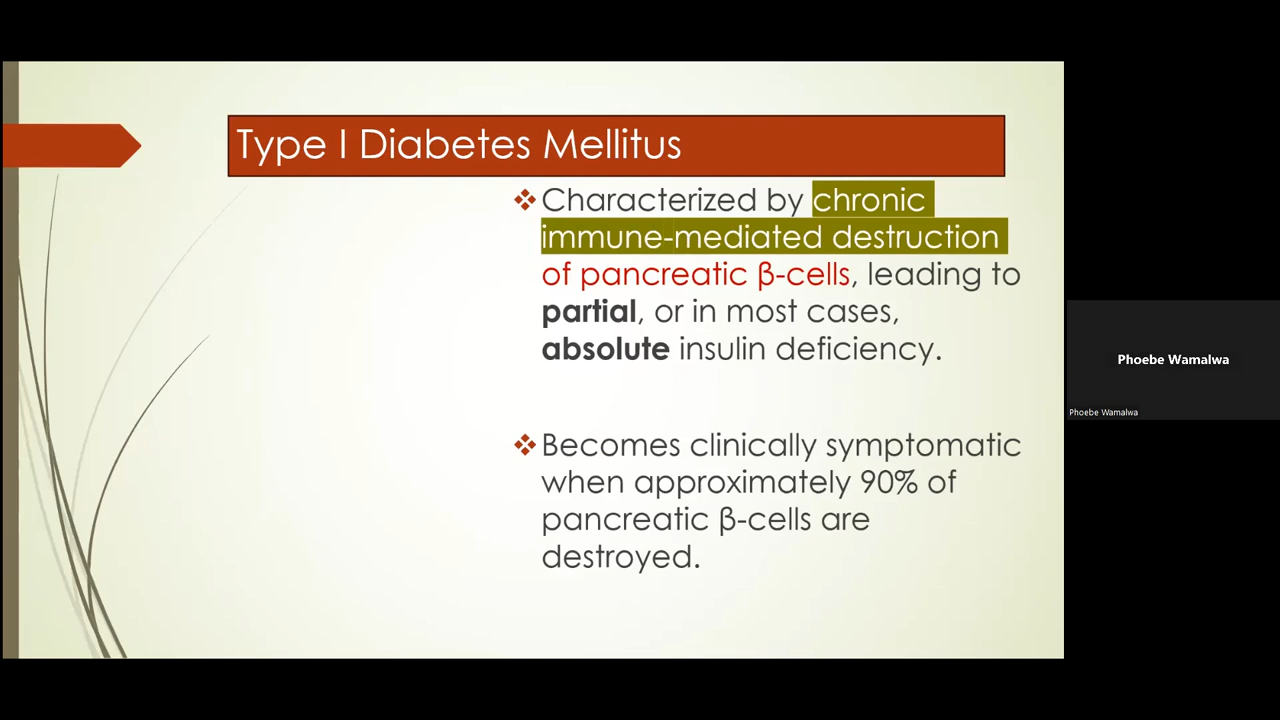 Type I Diabetes Mellitus
❖Characterized by chronic
immune-mediated destruction
of pancreatic β-cells, leading to
partial, or in most cases,
absolute insulin deficiency.
❖Becomes clinically symptomatic
when approximately 90% of
pancreatic β-cells are
destroyed.
Phoebe Wamalwa
Phoebe Wamalwa